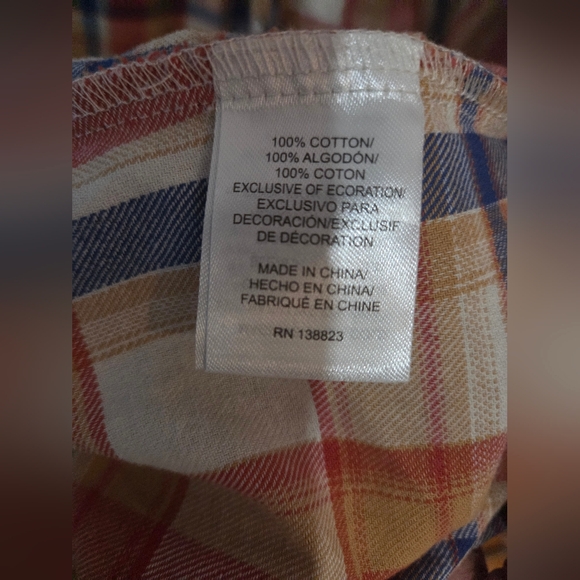 100% COTTON/
100% ALGODÓN/
100% COTON
EXCLUSIVE OF ECORATION/
EXCLUSIVO PARA
DECORACIÓN/EXCLUSIF
DE DÉCORATION
MADE IN CHINA/
HECHO EN CHINA/
FABRIQUÉ EN CHINE
RN 138823